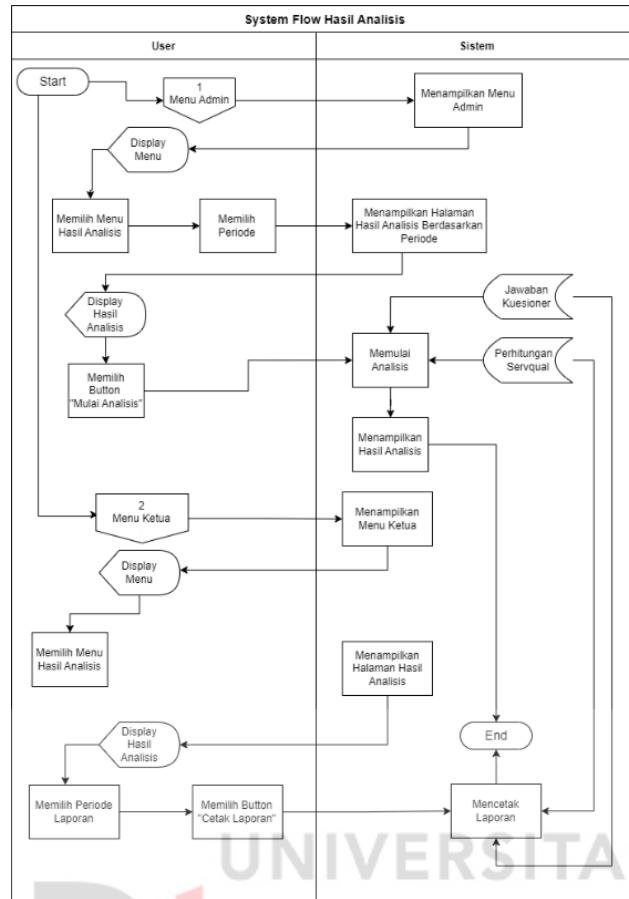 System Flow Hasil Analisis
User
Sistem
Start
1
Menu Admin
Menampilkan Menu
Admin
Display
Menu
Memilih Menu
Hasil Analisis
Memilih
Periode
Menampilkan Halaman
Hasil Analisis Berdasarkan
Periode
Display
Hasil
Analisis
Jawaban
Kuesioner
Memilih
Button
"Mulai Analisis"
Memulai
Analisis
Perhitungan
Servqual
Menampilkan
Hasil Analisis
2
Menu Ketua
Menampilkan
Menu Ketua
Display
Menu
Memilih Menu
Hasil Analisis
Menampilkan
Halaman Hasil
Analisis
Display
Hasil
Analisis
End
Memilih Periode
Laporan
Memilih Button
"Cetak Laporan"
Mencetak
Laporan
UNIVERSITA